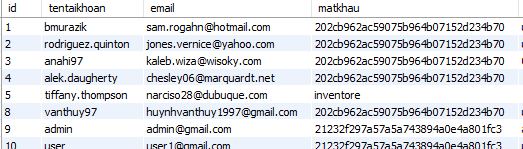 id tentaikhoan email matkhau
1 bmurazik sam.rogahn@hotmail.com 202cb962ac59075b964b07152d234b70
2 rodriguez.quinton jones.vernice@yahoo.com 202cb962ac59075b964b07152d234b70
3 anahi97 kaleb.wiza@wisoky.com 202cb962ac59075b964b07152d234b70
4 alek.daugherty chesley06@marquardt.net 202cb962ac59075b964b07152d234b70
5 tiffany.thompson narciso28@dubuque.com inventore
8 vanthuy97 huynhvanthuy1997@gmail.com 202cb962ac59075b964b07152d234b70
9 admin admin@gmail.com 21232f297a57a5a743894a0e4a801fc3
10 user user1@gmail.com